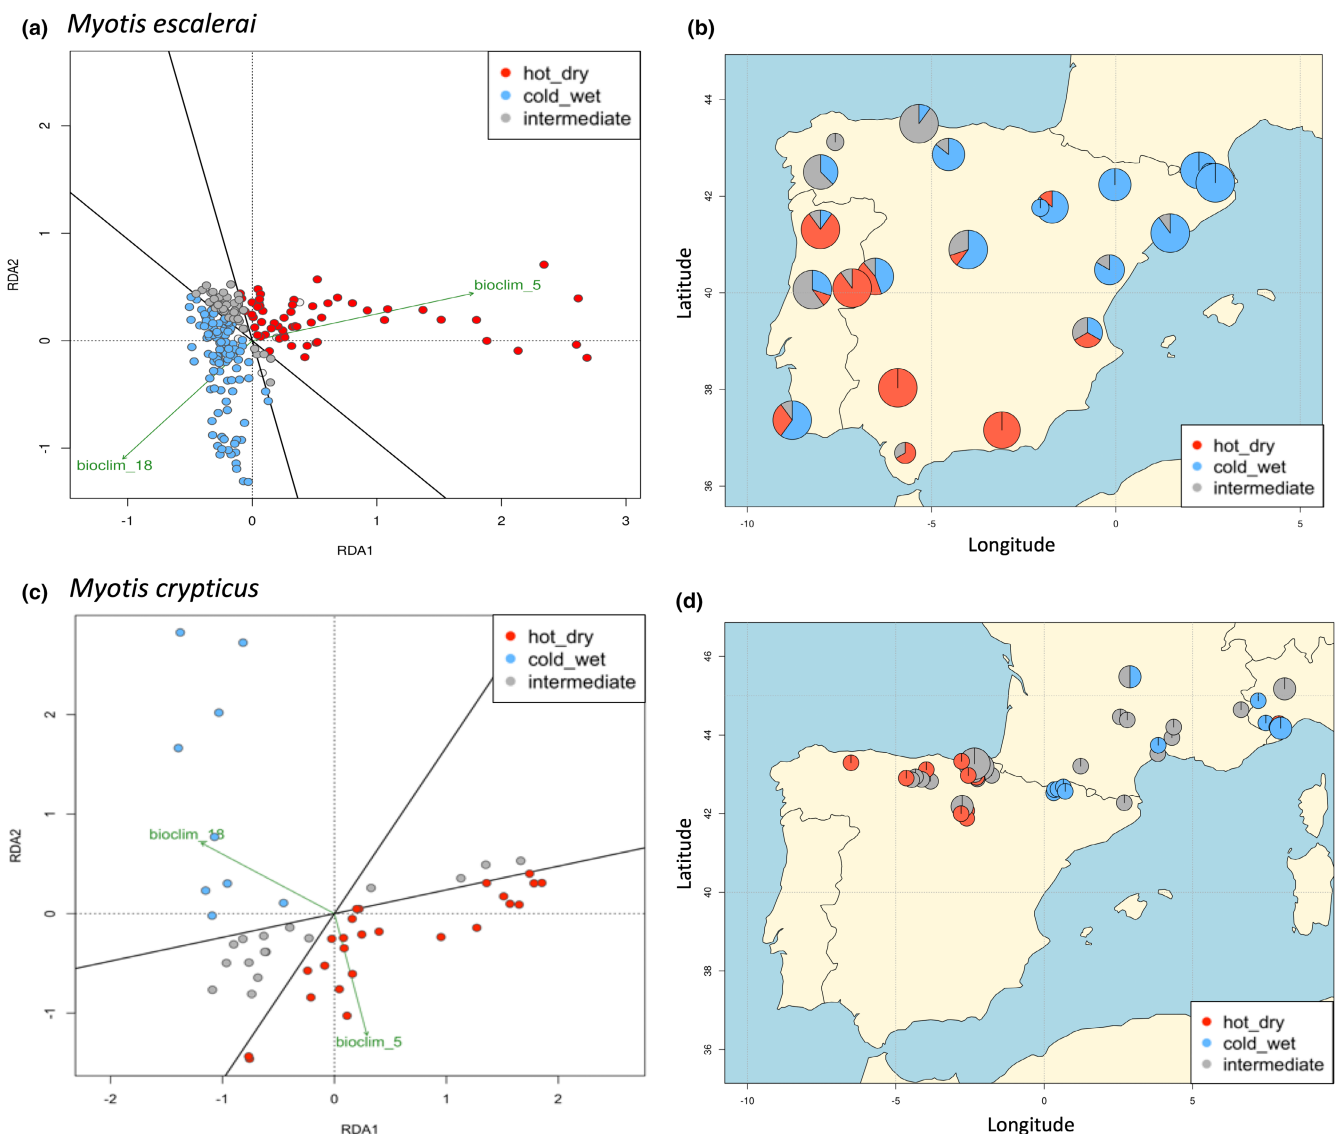 (a) Myotis escalerai
hot_dry
cold_wet
intermediate
bioclim_5
bioclim_18
RDA2
2
1
0
-1
-1 0 1 2 3
RDA1
(b)
Latitude
44
42
40
38
36
hot_dry
cold_wet
intermediate
-10 -5 0 5
Longitude
(c) Myotis crypticus
hot_dry
cold_wet
intermediate
bioclim_18
bioclim_5
RDA2
2
1
0
-1
-2 -1 0 1 2
RDA1
(d)
Latitude
46
44
42
40
38
36
hot_dry
cold_wet
intermediate
-10 -5 0 5
Longitude